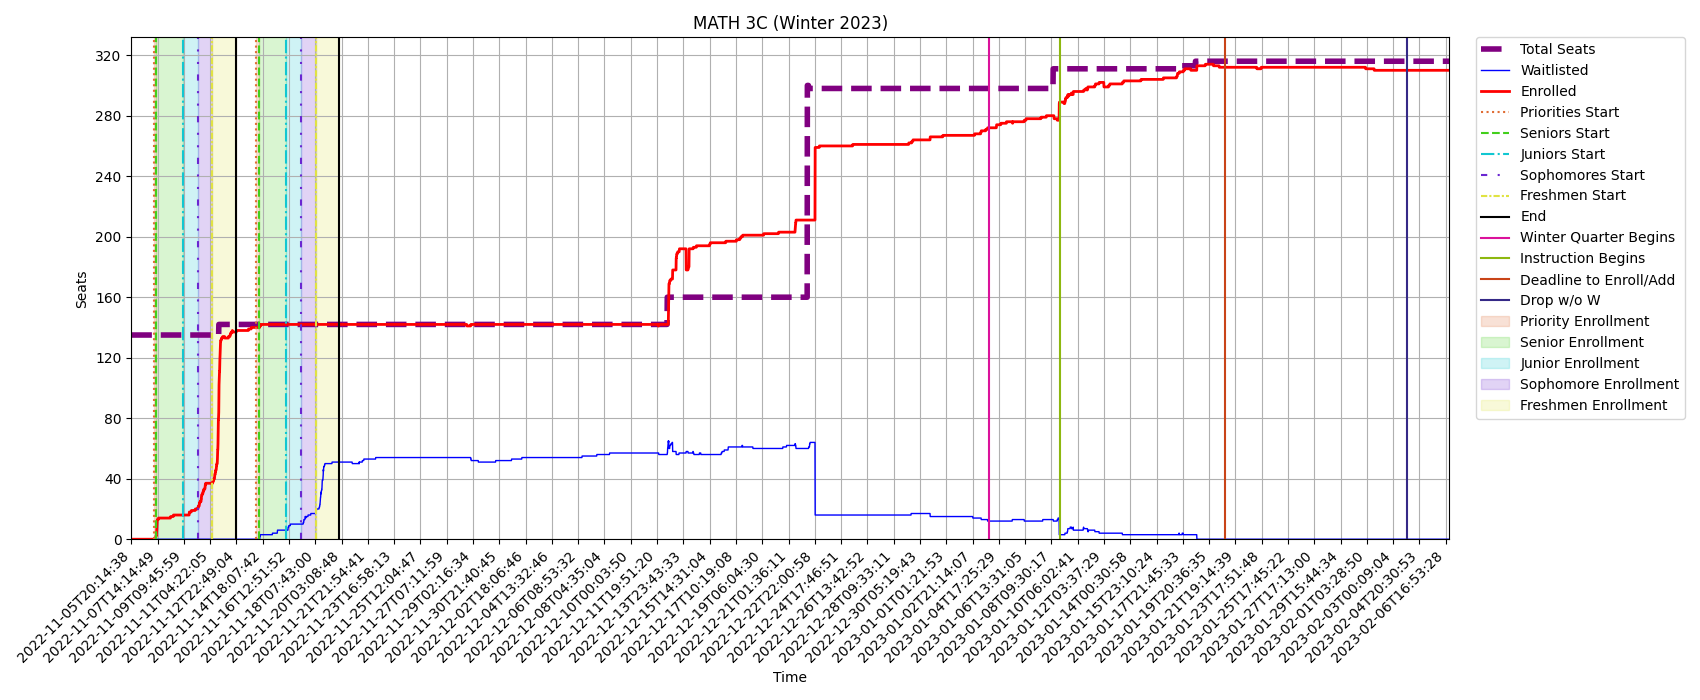 MATH 3C (Winter 2023)
Seats
320
280
240
200
160
120
80
40
0
2022-11-05T20:14:38
2022-11-07T14:14:49
2022-11-09T09:45:59
2022-11-11T04:22:05
2022-11-12T22:49:04
2022-11-14T18:07:42
2022-11-16T12:51:52
2022-11-18T07:43:00
2022-11-20T03:08:48
2022-11-21T21:54:41
2022-11-23T16:58:13
2022-11-25T12:04:47
2022-11-27T07:11:59
2022-11-29T02:16:34
2022-11-30T21:40:45
2022-12-02T18:06:46
2022-12-04T13:32:46
2022-12-06T08:53:32
2022-12-08T04:35:04
2022-12-10T00:03:50
2022-12-11T19:51:20
2022-12-13T23:43:33
2022-12-15T14:31:04
2022-12-17T10:19:08
2022-12-19T06:04:30
2022-12-21T01:36:11
2022-12-22T22:00:58
2022-12-24T17:46:51
2022-12-26T13:42:52
2022-12-28T09:33:11
2022-12-30T05:19:43
2023-01-01T01:21:53
2023-01-02T21:14:07
2023-01-04T17:25:29
2023-01-06T13:31:05
2023-01-08T09:30:17
2023-01-10T06:02:41
2023-01-12T03:37:29
2023-01-14T00:30:58
2023-01-15T23:10:24
2023-01-17T21:45:33
2023-01-19T20:36:35
2023-01-21T19:14:39
2023-01-23T17:51:48
2023-01-25T17:45:22
2023-01-27T17:13:00
2023-01-29T15:44:34
2023-02-01T03:28:50
2023-02-03T00:09:04
2023-02-04T20:30:53
2023-02-06T16:53:28
Time
Total Seats
Waitlisted
Enrolled
Priorities Start
Seniors Start
Juniors Start
Sophomores Start
Freshmen Start
End
Winter Quarter Begins
Instruction Begins
Deadline to Enroll/Add
Drop w/o W
Priority Enrollment
Senior Enrollment
Junior Enrollment
Sophomore Enrollment
Freshmen Enrollment